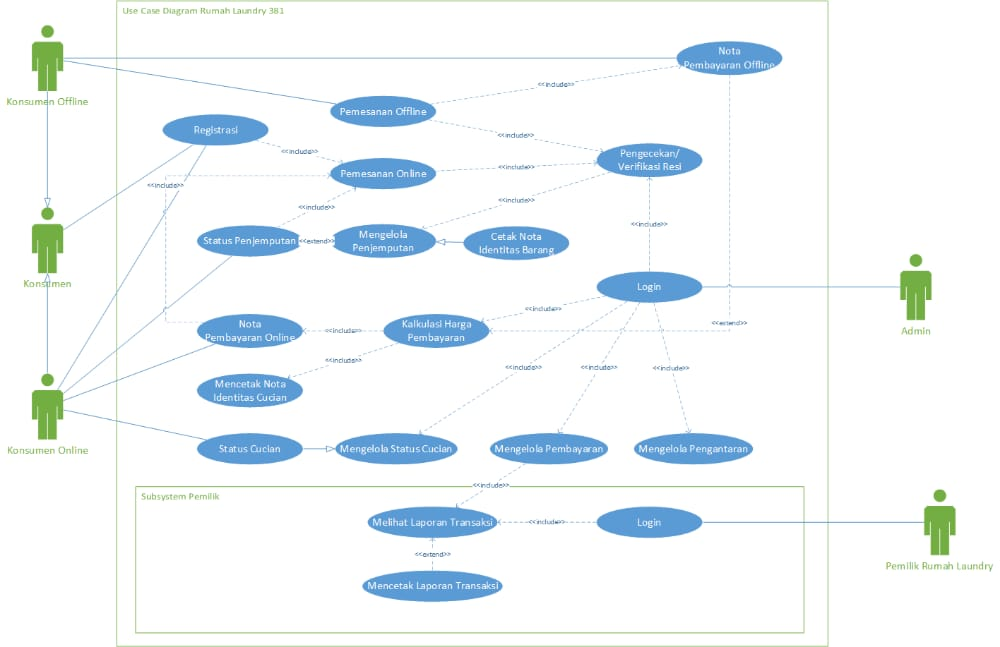 Use Case Diagram Rumah Laundry 381
Nota
Pembayaran Offline
Konsumen Offline
<<include>>
Pemesanan Offline
Registrasi
<<include>>
<<include>>
Pengecekan/
Verifikasi Resi
<<include>>
Pemesanan Online
<<include>>
<<include>>
<<include>>
<<include>>
Status Penjemputan
<<extend>>
Mengelola
Penjemputan
Cetak Nota
Identitas Barang
<<include>>
Konsumen
Login
Admin
<<include>>
Nota
Pembayaran Online
<<include>>
Kalkulasi Harga
Pembayaran
<<extend>>
<<include>>
<<include>>
<<include>>
<<include>>
Mencetak Nota
Identitas Cucian
Konsumen Online
Status Cucian
Mengelola Status Cucian
Mengelola Pembayaran
Mengelola Pengantaran
<<include>>
Subsystem Pemilik
Melihat Laporan Transaksi
<<include>>
Login
<<extend>>
Pemilik Rumah Laundry
Mencetak Laporan Transaksi